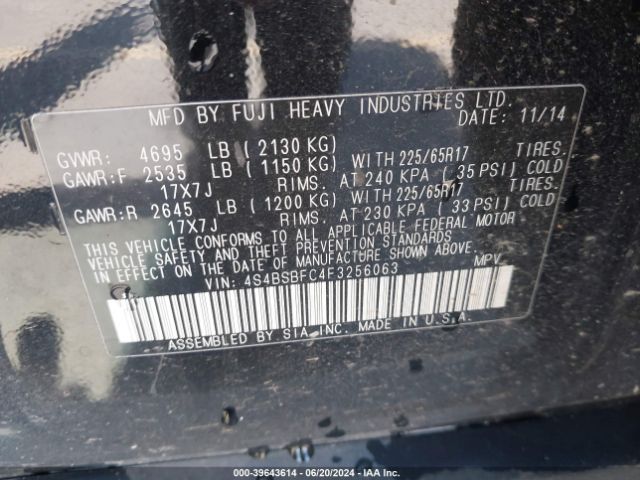 MFD BY FUJI HEAVY INDUSTRIES LTD.
DATE: 11/14
GVWR: 4695 LB ( 2130 KG)
GAWR:F 2535 LB ( 1150 KG) WITH 225/65R17 TIRES.
17X7J RIMS. AT 240 KPA ( 35 PSI) COLD
GAWR:R 2645 LB ( 1200 KG) WITH 225/65R17 TIRES.
17X7J RIMS. AT 230 KPA ( 33 PSI) COLD
THIS VEHICLE CONFORMS TO ALL APPLICABLE FEDERAL MOTOR
VEHICLE SAFETY AND THEFT PREVENTION STANDARDS
IN EFFECT ON THE DATE OF MANUFACTURE SHOWN ABOVE.
VIN: 4S4BSBFC4F3256063 MPV
ASSEMBLED BY SIA, INC. MADE IN U.S.A.
000-39643614 - 06/20/2024 - IAAI.COM